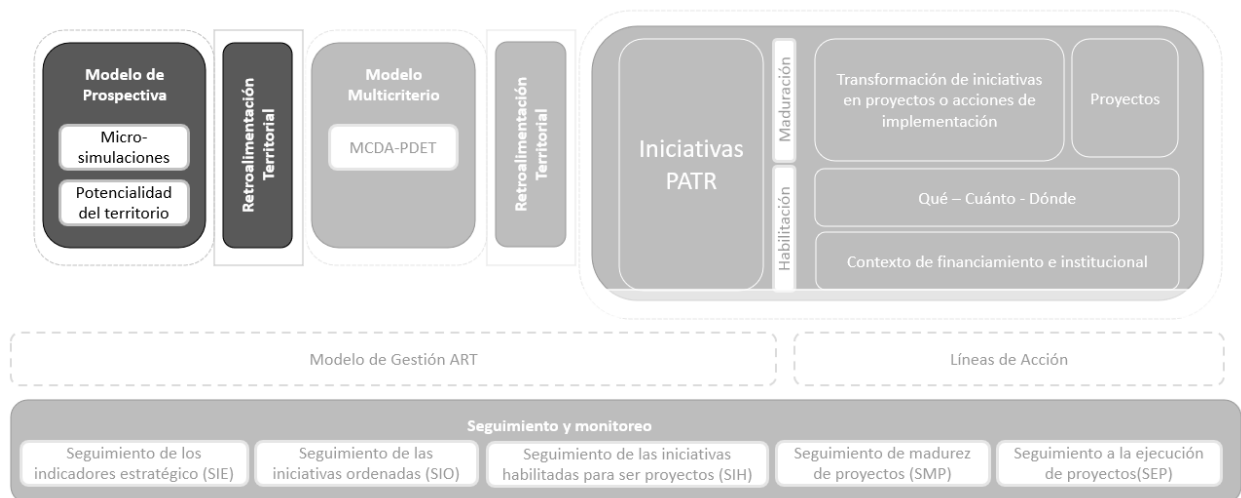 Modelo de
Prospectiva
Micro-
simulaciones
Potencialidad
del territorio
Retroalimentación
Territorial
Modelo
Multicriterio
MCDA-PDET
Retroalimentación
Territorial
Iniciativas
PATR
Maduración
Habilitación
Transformación de iniciativas
en proyectos o acciones de
implementación
Proyectos
Qué – Cuánto - Dónde
Contexto de financiamiento e institucional
Modelo de Gestión ART
Líneas de Acción
Seguimiento y monitoreo
Seguimiento de los
indicadores estratégico (SIE)
Seguimiento de las
iniciativas ordenadas (SIO)
Seguimiento de las iniciativas
habilitadas para ser proyectos (SIH)
Seguimiento de madurez
de proyectos (SMP)
Seguimiento a la ejecución
de proyectos(SEP)